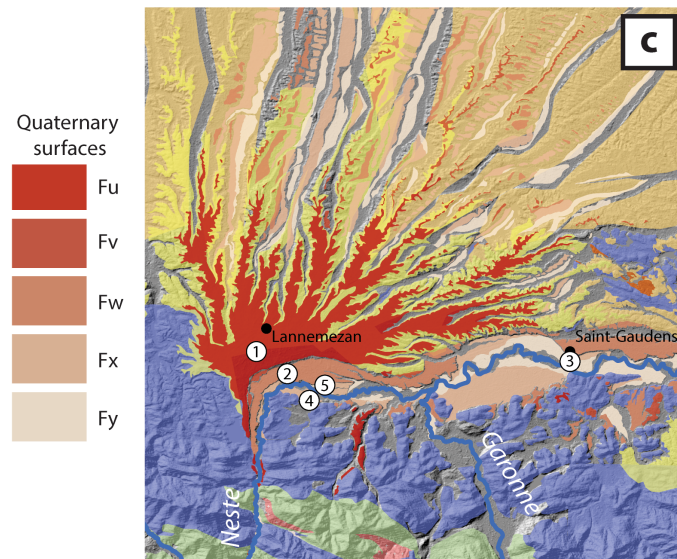 C
Quaternary
surfaces
Fu
Fv
Fw
Fx
Fy
Lannemezan
Saint-Gaudens
1
2
3
4
5
Neste
Garonne